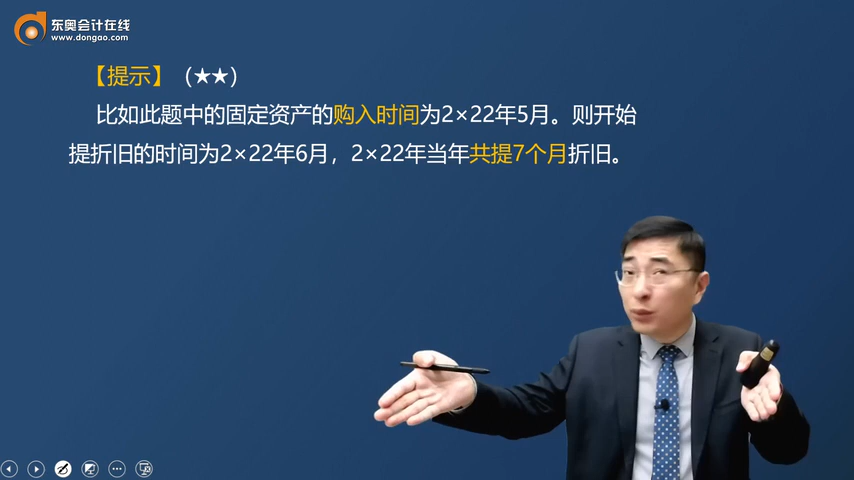 东奥会计在线
www.dongao.com
【提示】（★★）
比如此题中的固定资产的购入时间为2×22年5月。则开始
提折旧的时间为2×22年6月，2×22年当年共提7个月折旧。